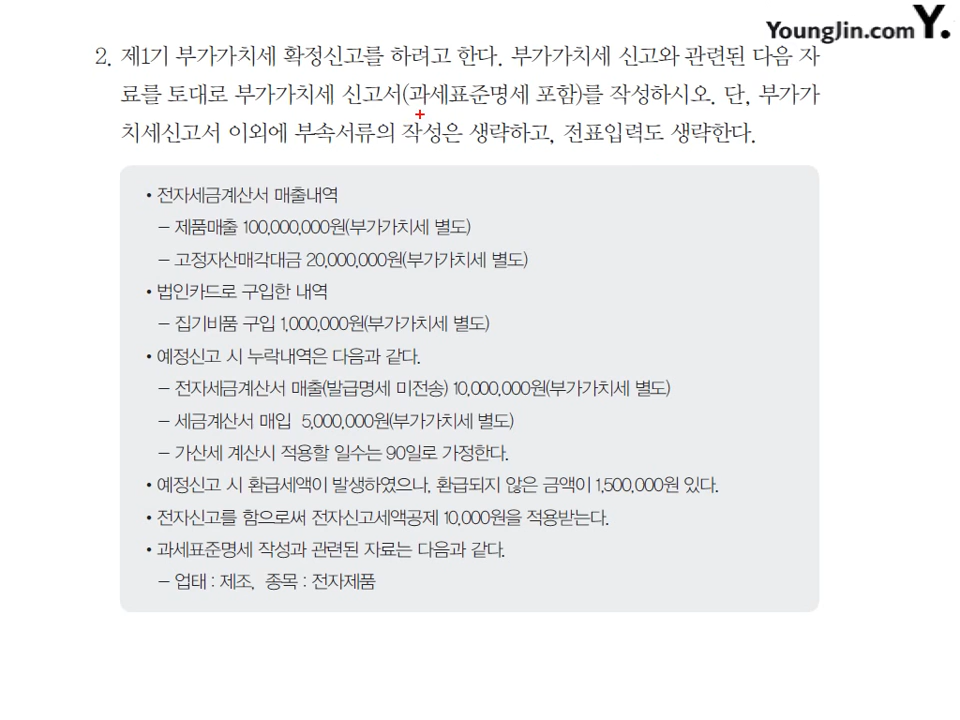 YoungJin.com Y.
2. 제1기 부가가치세 확정신고를 하려고 한다. 부가가치세 신고와 관련된 다음 자
료를 토대로 부가가치세 신고서(과세표준명세 포함)를 작성하시오. 단, 부가가
치세신고서 이외에 부속서류의 작성은 생략하고, 전표입력도 생략한다.
• 전자세금계산서 매출내역
– 제품매출 100,000,000원(부가가치세 별도)
– 고정자산매각대금 20,000,000원(부가가치세 별도)
• 법인카드로 구입한 내역
– 집기비품 구입 1,000,000원(부가가치세 별도)
• 예정신고 시 누락내역은 다음과 같다.
– 전자세금계산서 매출(발급명세 미전송) 10,000,000원(부가가치세 별도)
– 세금계산서 매입 5,000,000원(부가가치세 별도)
– 가산세 계산시 적용할 일수는 90일로 가정한다.
• 예정신고 시 환급세액이 발생하였으나, 환급되지 않은 금액이 1,500,000원 있다.
• 전자신고를 함으로써 전자신고세액공제 10,000원을 적용받는다.
• 과세표준명세 작성과 관련된 자료는 다음과 같다.
– 업태 : 제조, 종목 : 전자제품